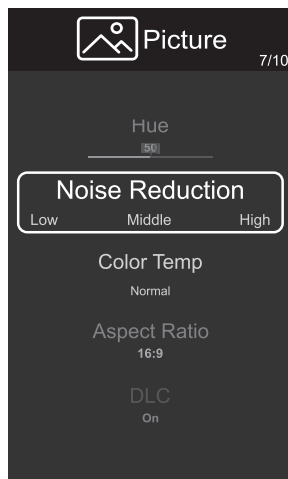 Picture
7/10
Hue
50
Noise Reduction
Low Middle High
Color Temp
Normal
Aspect Ratio
16:9
DLC
On